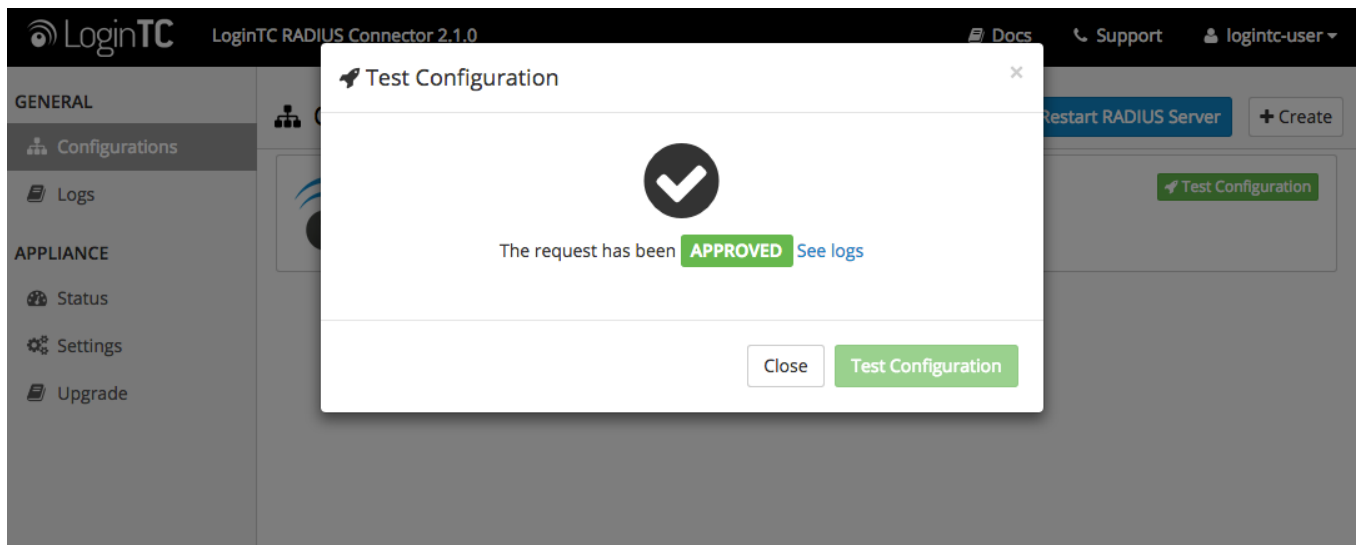 LoginTC LoginTC RADIUS Connector 2.1.0 Docs Support logintc-user
Test Configuration ×
GENERAL
Restart RADIUS Server Create
Configurations
Logs
Test Configuration
The request has been APPROVED See logs
APPLIANCE
Status
Settings
Close Test Configuration
Upgrade